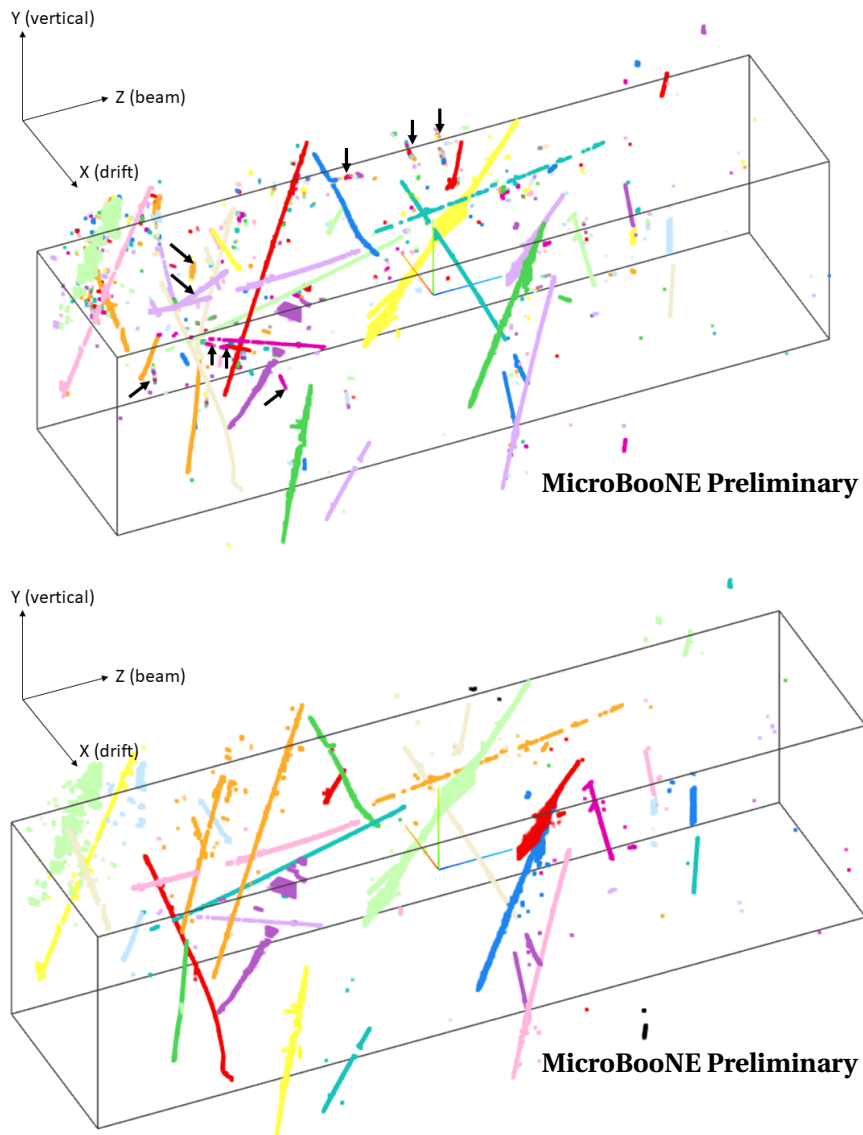 Y (vertical)
Z (beam)
X (drift)
MicroBooNE Preliminary
Y (vertical)
Z (beam)
X (drift)
MicroBooNE Preliminary